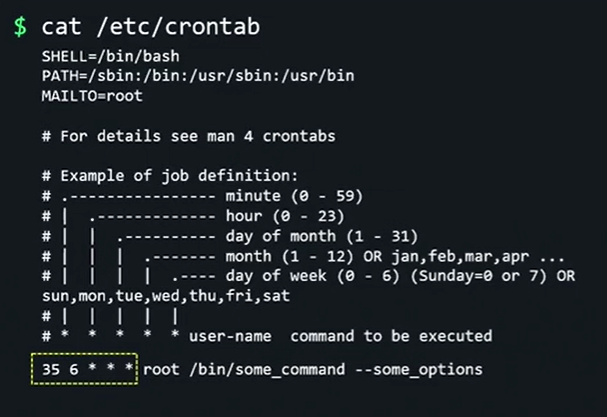 $ cat /etc/crontab
SHELL=/bin/bash
PATH=/sbin:/bin:/usr/sbin:/usr/bin
MAILTO=root
# For details see man 4 crontabs
# Example of job definition:
# .---------------- minute (0 - 59)
# | .------------- hour (0 - 23)
# | | .---------- day of month (1 - 31)
# | | | .------- month (1 - 12) OR jan,feb,mar,apr ...
# | | | | .---- day of week (0 - 6) (Sunday=0 or 7) OR
sun,mon,tue,wed,thu,fri,sat
# | | | | |
# * * * * * user-name command to be executed
35 6 * * * root /bin/some_command --some_options